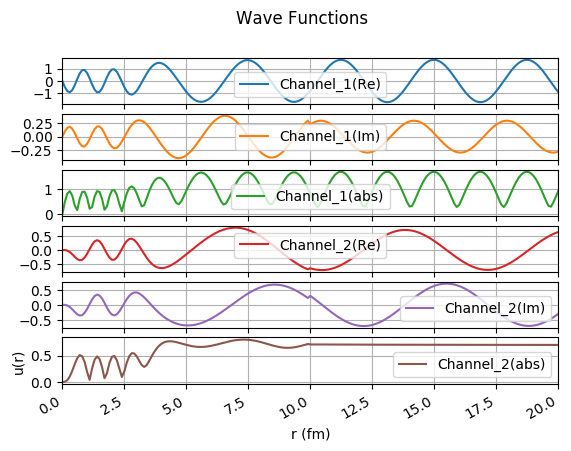 Wave Functions
1
0
−1
Channel_1(Re)
0.25
0.00
−0.25
Channel_1(Im)
1
0
Channel_1(abs)
0.5
0.0
−0.5
Channel_2(Re)
0.5
0.0
−0.5
Channel_2(Im)
u(r)
0.5
0.0
Channel_2(abs)
0.0 2.5 5.0 7.5 10.0 12.5 15.0 17.5 20.0
r (fm)